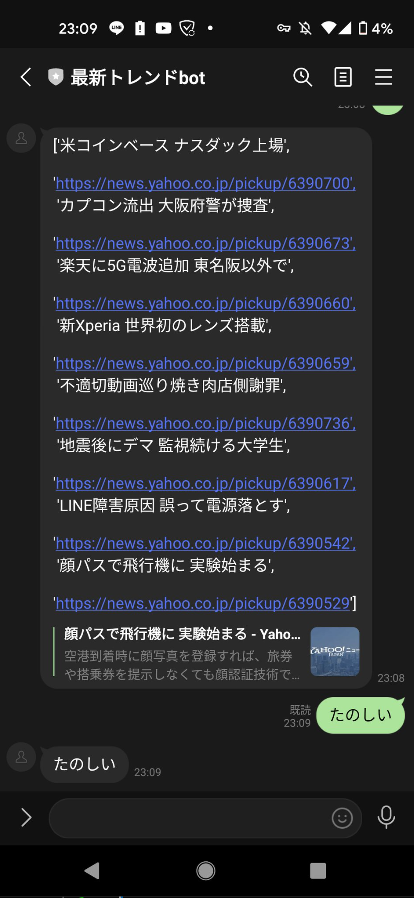 23:09
4%
最新トレンドbot
['米コインベース ナスダック上場',
'https://news.yahoo.co.jp/pickup/6390700',
'カプコン流出 大阪府警が捜査',
'https://news.yahoo.co.jp/pickup/6390673',
'楽天に5G電波追加 東名阪以外で',
'https://news.yahoo.co.jp/pickup/6390660',
'新Xperia 世界初のレンズ搭載',
'https://news.yahoo.co.jp/pickup/6390659',
'不適切動画巡り焼き肉店側謝罪',
'https://news.yahoo.co.jp/pickup/6390736',
'地震後にデマ 監視続ける大学生',
'https://news.yahoo.co.jp/pickup/6390617',
'LINE障害原因 誤って電源落とす',
'https://news.yahoo.co.jp/pickup/6390542',
'顔パスで飛行機に 実験始まる',
'https://news.yahoo.co.jp/pickup/6390529']
顔パスで飛行機に 実験始まる - Yaho...
空港到着時に顔写真を登録すれば、旅券
や搭乗券を提示しなくても顔認証技術で...
YAHOO!ニュース
JAPAN
23:08
既読
23:09
たのしい
たのしい
23:09